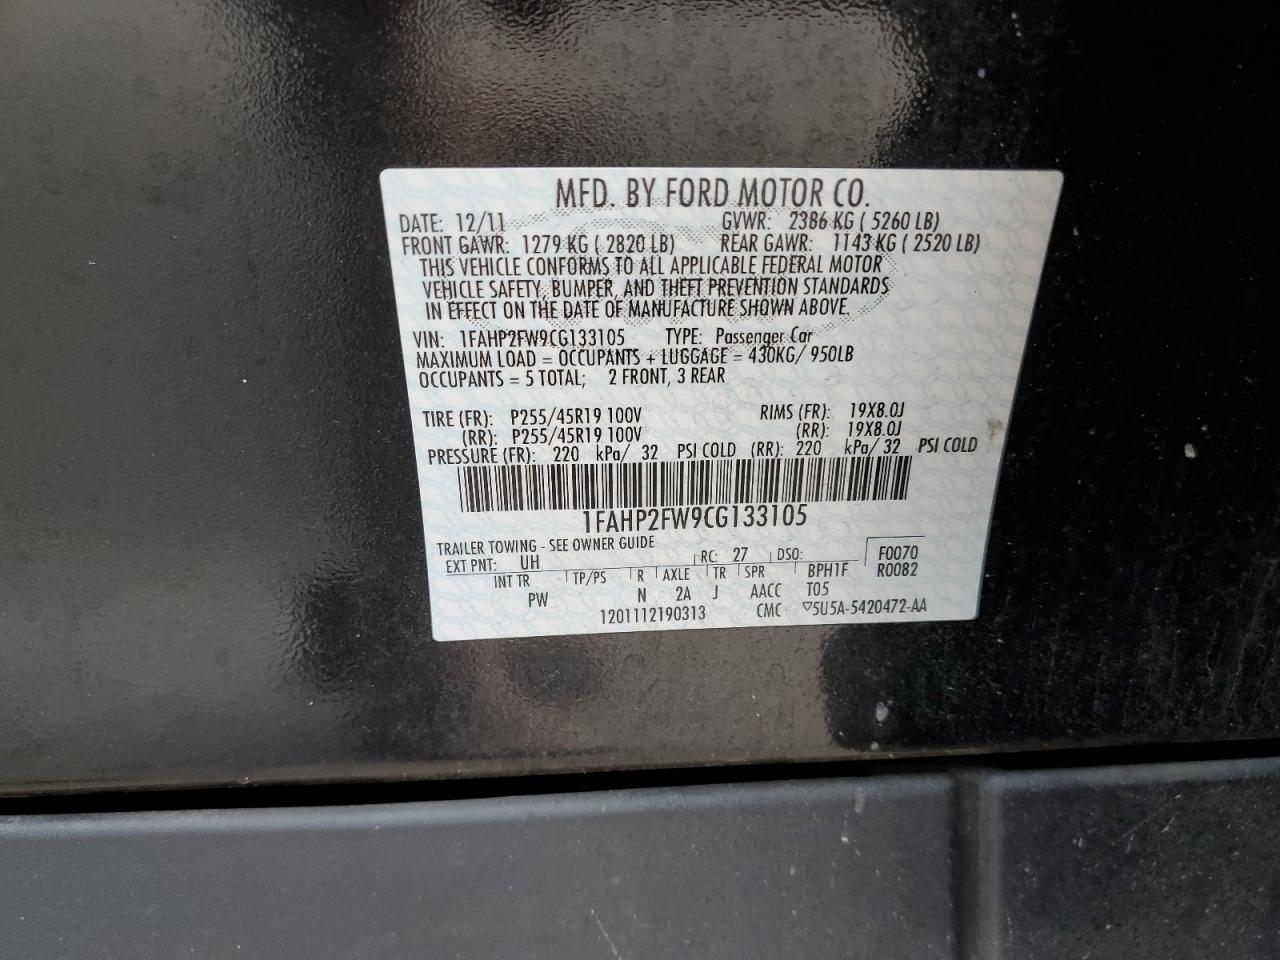 MFD. BY FORD MOTOR CO.
DATE: 12/11 GVWR: 2386 KG ( 5260 LB)
FRONT GAWR: 1279 KG ( 2820 LB) REAR GAWR: 1143 KG ( 2520 LB)
THIS VEHICLE CONFORMS TO ALL APPLICABLE FEDERAL MOTOR
VEHICLE SAFETY, BUMPER, AND THEFT PREVENTION STANDARDS
IN EFFECT ON THE DATE OF MANUFACTURE SHOWN ABOVE.
VIN: 1FAHP2FW9CG133105 TYPE: Passenger Car
MAXIMUM LOAD = OCCUPANTS + LUGGAGE = 430KG/ 950LB
OCCUPANTS = 5 TOTAL; 2 FRONT, 3 REAR
TIRE (FR): P255/45R19 100V RIMS (FR): 19X8.0J
(RR): P255/45R19 100V (RR): 19X8.0J
PRESSURE (FR): 220 kPa/ 32 PSI COLD (RR): 220 kPa/ 32 PSI COLD
1FAHP2FW9CG133105
TRAILER TOWING - SEE OWNER GUIDE
EXT PNT: UH RC: 27 DSO: F0070
INT TR TP/PS R AXLE TR SPR BPH1F R0082
PW N 2A J AACC T05
1201112190313 CMC ▽5U5A-5420472-AA